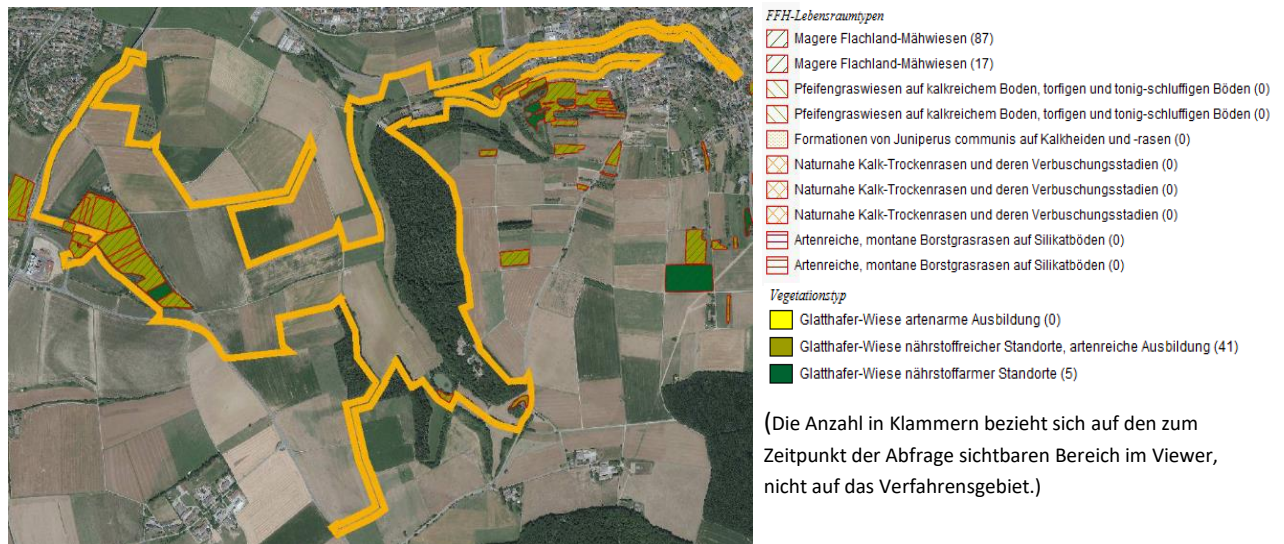 FFH-Lebensraumtypen
Magere Flachland-Mähwiesen (87)
Magere Flachland-Mähwiesen (17)
Pfeifengraswiesen auf kalkreichem Boden, torfigen und tonig-schluffigen Böden (0)
Pfeifengraswiesen auf kalkreichem Boden, torfigen und tonig-schluffigen Böden (0)
Formationen von Juniperus communis auf Kalkheiden und -rasen (0)
Naturnahe Kalk-Trockenrasen und deren Verbuschungsstadien (0)
Naturnahe Kalk-Trockenrasen und deren Verbuschungsstadien (0)
Naturnahe Kalk-Trockenrasen und deren Verbuschungsstadien (0)
Artenreiche, montane Borstgrasrasen auf Silikatböden (0)
Artenreiche, montane Borstgrasrasen auf Silikatböden (0)
Vegetationstyp
Glatthafer-Wiese artenarme Ausbildung (0)
Glatthafer-Wiese nährstoffreicher Standorte, artenreiche Ausbildung (41)
Glatthafer-Wiese nährstoffarmer Standorte (5)
(Die Anzahl in Klammern bezieht sich auf den zum
Zeitpunkt der Abfrage sichtbaren Bereich im Viewer,
nicht auf das Verfahrensgebiet.)